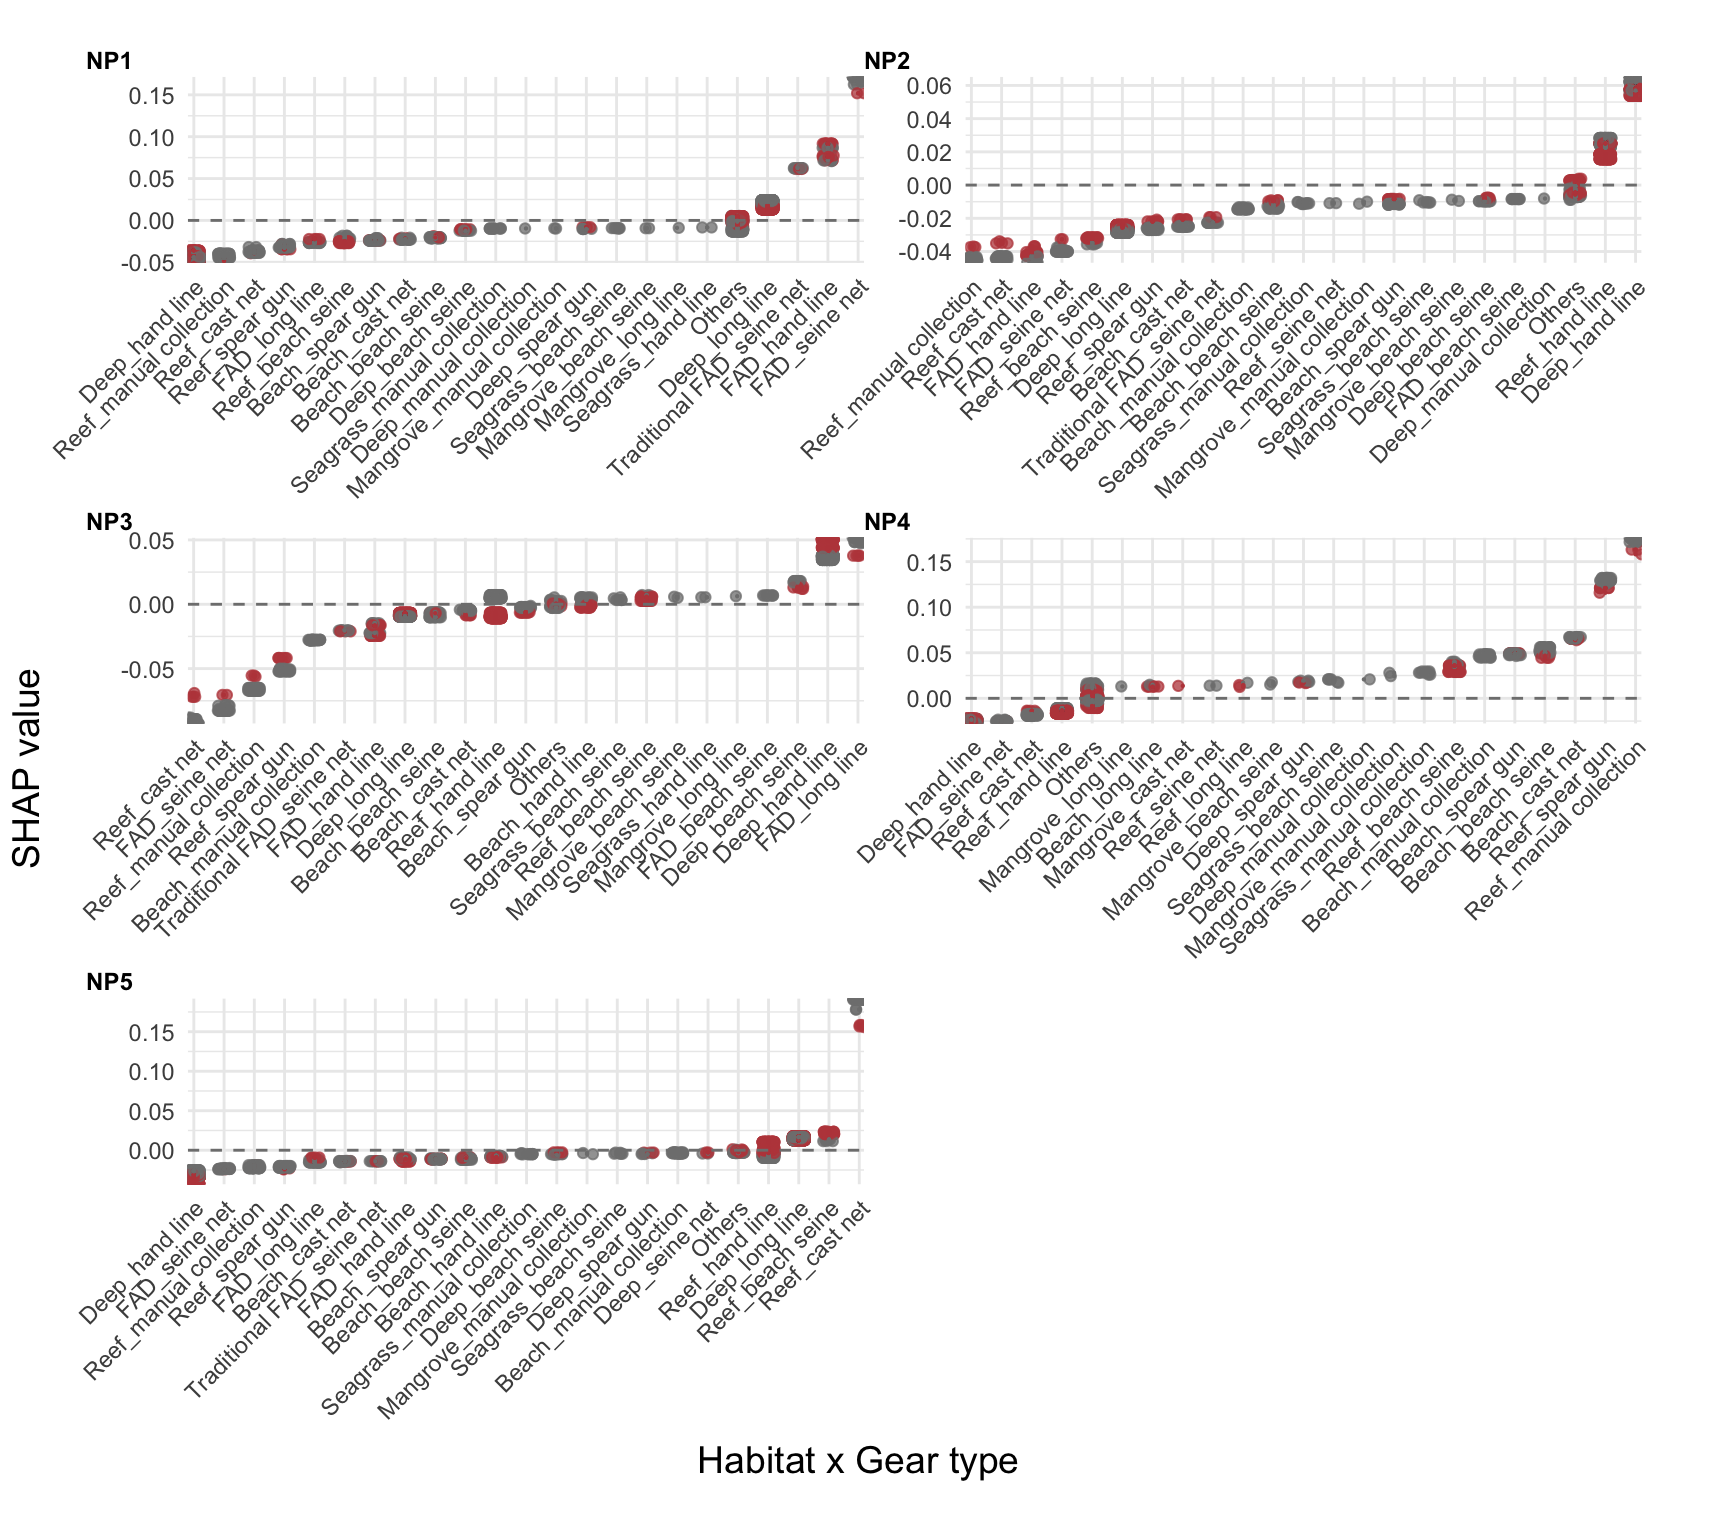 NP1
0.15
0.10
0.05
0.00
-0.05
Deep_hand line
Reef_manual collection
Reef_cast net
Reef_spear gun
FAD_long line
Reef_beach seine
Beach_spear gun
Beach_cast net
Beach_beach seine
Deep_beach seine
Seagrass_manual collection
Deep_manual collection
Mangrove_manual collection
Deep_spear gun
Seagrass_beach seine
Mangrove_beach seine
Mangrove_long line
Seagrass_hand line
Others
Deep_long line
Traditional FAD_seine net
FAD_hand line
FAD_seine net
NP2
0.06
0.04
0.02
0.00
-0.02
-0.04
Reef_manual collection
Reef_cast net
FAD_hand line
FAD_seine net
Reef_beach seine
Deep_long line
Reef_spear gun
Beach_cast net
Traditional FAD_seine net
Beach_manual collection
Beach_beach seine
Seagrass_manual collection
Reef_seine net
Mangrove_manual collection
Beach_spear gun
Seagrass_beach seine
Mangrove_beach seine
Deep_beach seine
FAD_beach seine
Deep_manual collection
Others
Reef_hand line
Deep_hand line
NP3
0.05
0.00
-0.05
Reef_cast net
FAD_seine net
Reef_manual collection
Reef_spear gun
Beach_manual collection
Traditional FAD_seine net
FAD_hand line
Deep_long line
Beach_beach seine
Beach_cast net
Reef_hand line
Beach_spear gun
Others
Beach_hand line
Seagrass_beach seine
Reef_beach seine
Mangrove_beach seine
Seagrass_hand line
Mangrove_long line
FAD_beach seine
Deep_beach seine
Deep_hand line
FAD_long line
NP4
0.15
0.10
0.05
0.00
Deep_hand line
FAD_seine net
Reef_cast net
Reef_hand line
Others
Mangrove_long line
Beach_long line
Mangrove_cast net
Reef_seine net
Reef_long line
Mangrove_beach seine
Deep_spear gun
Deep_beach seine
Seagrass_manual collection
Deep_manual collection
Mangrove_manual collection
Seagrass_beach seine
Reef_beach seine
Beach_manual collection
Beach_spear gun
Beach_beach seine
Beach_cast net
Reef_spear gun
Reef_manual collection
NP5
0.15
0.10
0.05
0.00
Deep_hand line
FAD_seine net
Reef_manual collection
Reef_spear gun
FAD_long line
Beach_cast net
Traditional FAD_seine net
FAD_hand line
Beach_spear gun
Beach_beach seine
Beach_hand line
Seagrass_manual collection
Deep_beach seine
Mangrove_manual collection
Seagrass_beach seine
Deep_spear gun
Beach_manual collection
Deep_seine net
Others
Reef_hand line
Deep_long line
Reef_beach seine
Reef_cast net
SHAP value
Habitat x Gear type